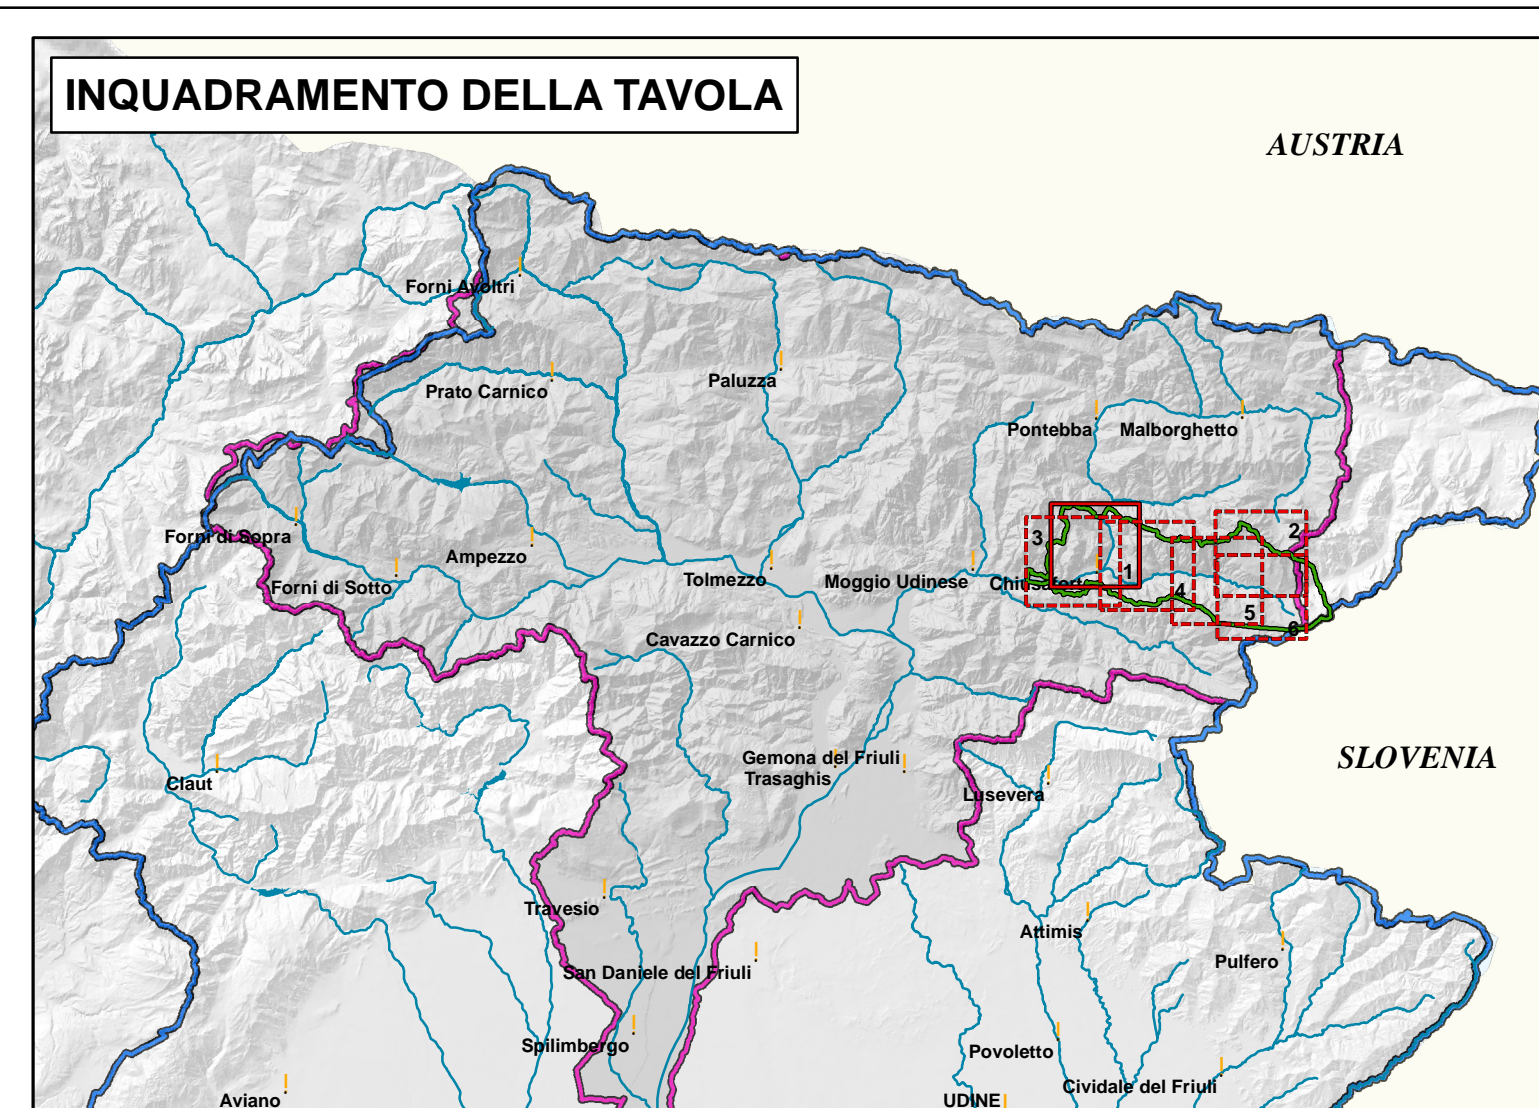 INQUADRAMENTO DELLA TAVOLA
AUSTRIA
Forni Avoltri
Paluzza
Prato Carnico
Pontebba
Malborghetto
2
Forni di Sopra
3
Ampezzo
1
Tolmezzo
Moggio Udinese
Chiusaforte
Forni di Sotto
4
5
6
Cavazzo Carnico
SLOVENIA
Gemona del Friuli
Trasaghis
Claut
Lusevera
Travesio
Attimis
Pulfero
San Daniele del Friuli
Spilimbergo
Povoletto
Cividale del Friuli
Aviano
UDINE